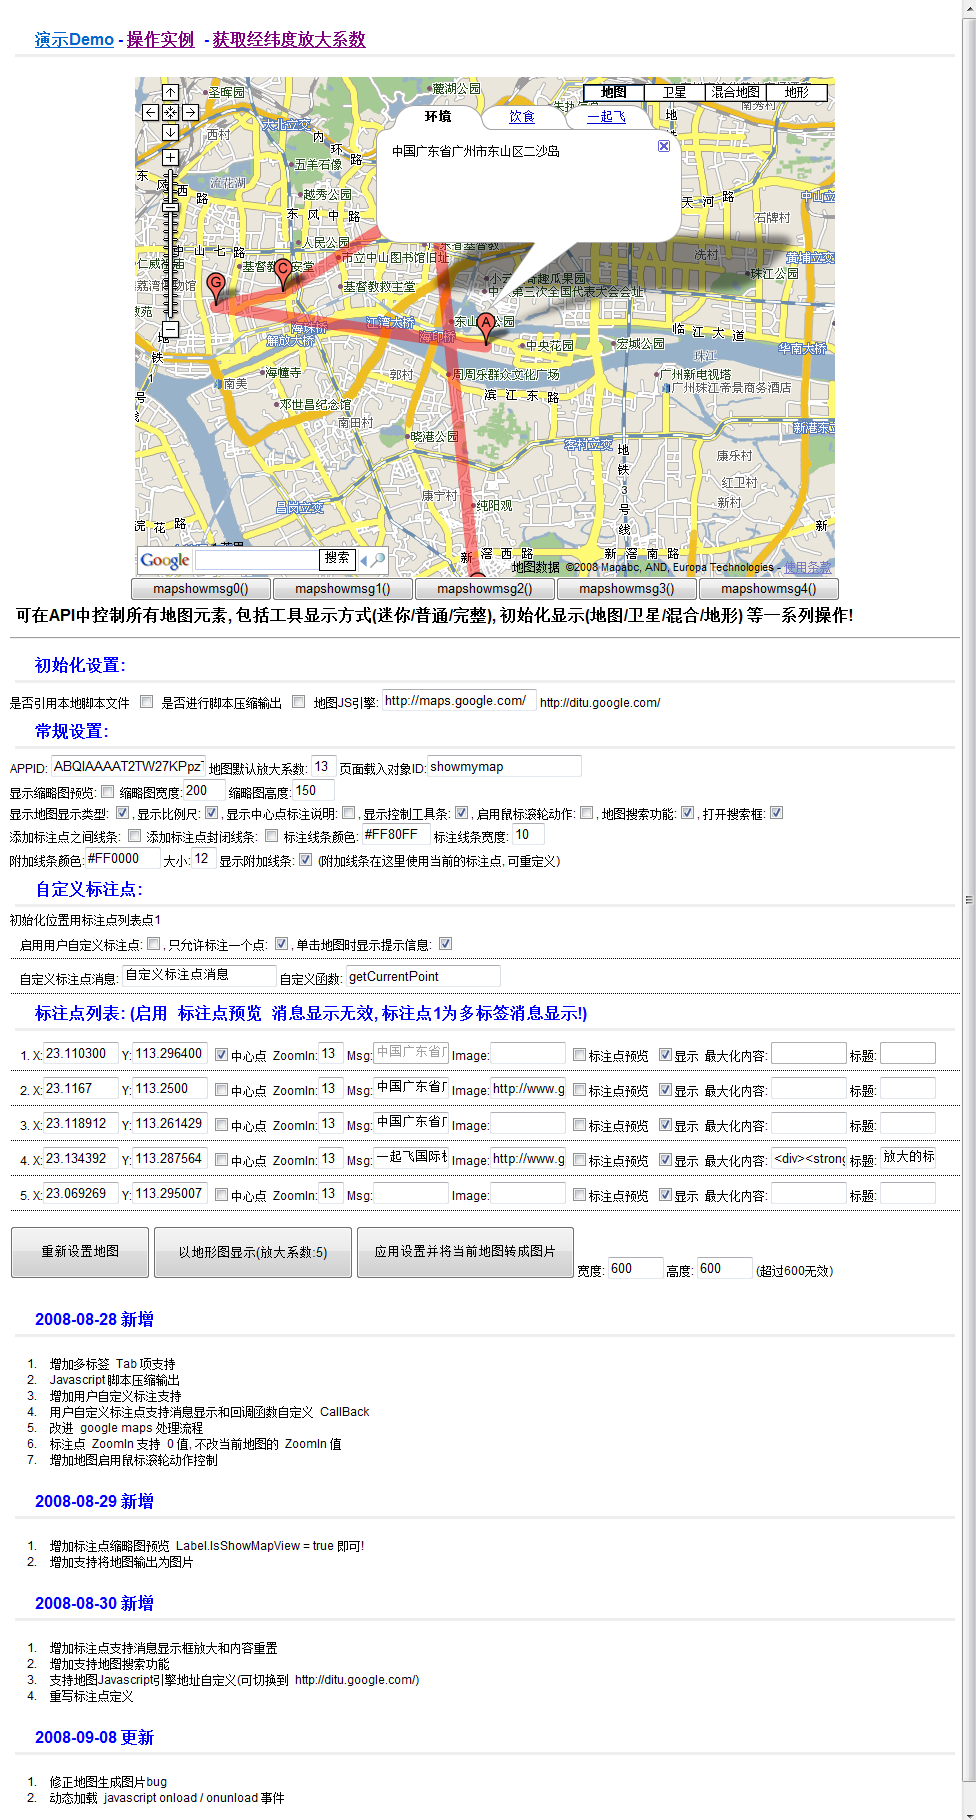 演示Demo - 操作实例 - 获取经纬度放大系数
圣晖园
麓湖公园
地图 卫星 混合地图 地形
环境 饮食 一起飞
中国广东省广州市东山区二沙岛
大北立交
西村
五羊石像
流花湖
越秀公园
东风中路
天河路
石牌村
中山立交
人民公园
中山七路
市立中山图书馆旧址
冼村
黄埔立交
珠江公园
基督教救主堂
G
C
A
海珠桥
江湾大桥
海印桥
解放大桥
中央花园
宏城公园
临江大道
珠江
华南大桥
南美
海幢寺
郭村
周周乐群众文化广场
广州新电视塔
广州珠江帝景商务酒店
邓世昌纪念馆
滨江东路
南田村
晓港公园
客村立交
新港东立
康乐村
地铁3号线
红卫村
新村
康宁村
纯阳观
昌岗立交
浣花路
新滘西路
新滘南路
Google 搜索
地图数据 ©2008 Mapabc, AND, Europa Technologies - 使用条款
mapshowmsg0() mapshowmsg1() mapshowmsg2() mapshowmsg3() mapshowmsg4()
可在API中控制所有地图元素, 包括工具显示方式(迷你/普通/完整), 初始化显示(地图/卫星/混合/地形) 等一系列操作!
初始化设置:
是否引用本地脚本文件 是否进行脚本压缩输出 地图JS引擎: http://maps.google.com/ http://ditu.google.com/
常规设置:
APPID: ABQIAAAAT2TW27KPpz 地图默认放大系数: 13 页面载入对象ID: showmymap
显示缩略图预览: 缩略图宽度: 200 缩略图高度: 150
显示地图显示类型: , 显示比例尺: , 显示中心点标注说明: , 显示控制工具条: , 启用鼠标滚轮动作: , 地图搜索功能: , 打开搜索框:
添加标注点之间线条: 添加标注点封闭线条: 标注线条颜色: #FF80FF 标注线条宽度: 10
附加线条颜色: #FF0000 大小: 12 显示附加线条: (附加线条在这里使用当前的标注点, 可重定义)
自定义标注点:
初始化位置用标注点列表点1
启用用户自定义标注点: , 只允许标注一个点: , 单击地图时显示提示信息:
自定义标注点消息: 自定义标注点消息 自定义函数: getCurrentPoint
标注点列表: (启用 标注点预览 消息显示无效, 标注点1为多标签消息显示!)
1. X: 23.110300 Y: 113.296400 中心点 ZoomIn: 13 Msg: 中国广东省广 Image: 标注点预览 显示 最大化内容: 标题:
2. X: 23.1167 Y: 113.2500 中心点 ZoomIn: 13 Msg: 中国广东省广 Image: http://www.g 标注点预览 显示 最大化内容: 标题:
3. X: 23.118912 Y: 113.261429 中心点 ZoomIn: 13 Msg: 中国广东省广 Image: 标注点预览 显示 最大化内容: 标题:
4. X: 23.134392 Y: 113.287564 中心点 ZoomIn: 13 Msg: 一起飞国际机 Image: http://www.g 标注点预览 显示 最大化内容: <div><strong 标题: 放大的标
5. X: 23.069269 Y: 113.295007 中心点 ZoomIn: 13 Msg: Image: 标注点预览 显示 最大化内容: 标题:
重新设置地图 以地形图显示(放大系数:5) 应用设置并将当前地图转成图片 宽度: 600 高度: 600 (超过600无效)
2008-08-28 新增
1. 增加多标签 Tab 项支持
2. Javascript 脚本压缩输出
3. 增加用户自定义标注支持
4. 用户自定义标注点支持消息显示和回调函数自定义 CallBack
5. 改进 google maps 处理流程
6. 标注点 ZoomIn 支持 0 值, 不改当前地图的 ZoomIn 值
7. 增加地图启用鼠标滚轮动作控制
2008-08-29 新增
1. 增加标注点缩略图预览 Label.IsShowMapView = true 即可!
2. 增加支持将地图输出为图片
2008-08-30 新增
1. 增加标注点支持消息显示框放大和内容重置
2. 增加支持地图搜索功能
3. 支持地图Javascript引擎地址自定义(可切换到 http://ditu.google.com/)
4. 重写标注点定义
2008-09-08 更新
1. 修正地图生成图片bug
2. 动态加载 javascript onload / onunload 事件